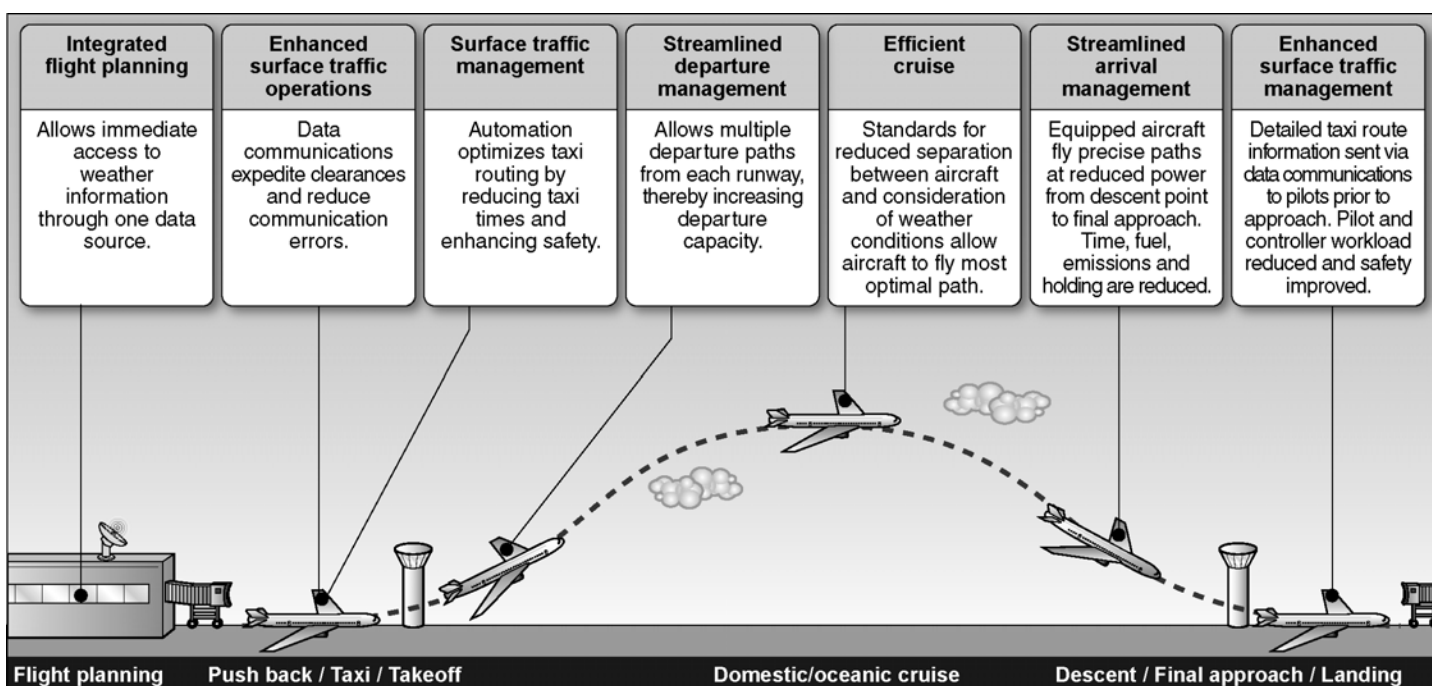 Integrated
flight planning
Allows immediate
access to
weather
information
through one data
source.
Enhanced
surface traffic
operations
Data
communications
expedite clearances
and reduce
communication
errors.
Surface traffic
management
Automation
optimizes taxi
routing by
reducing taxi
times and
enhancing safety.
Streamlined
departure
management
Allows multiple
departure paths
from each runway,
thereby increasing
departure
capacity.
Efficient
cruise
Standards for
reduced separation
between aircraft
and consideration
of weather
conditions allow
aircraft to fly most
optimal path.
Streamlined
arrival
management
Equipped aircraft
fly precise paths
at reduced power
from descent point
to final approach.
Time, fuel,
emissions and
holding are reduced.
Enhanced
surface traffic
management
Detailed taxi route
information sent via
data communications
to pilots prior to
approach. Pilot and
controller workload
reduced and safety
improved.
Flight planning
Push back / Taxi / Takeoff
Domestic/oceanic cruise
Descent / Final approach / Landing